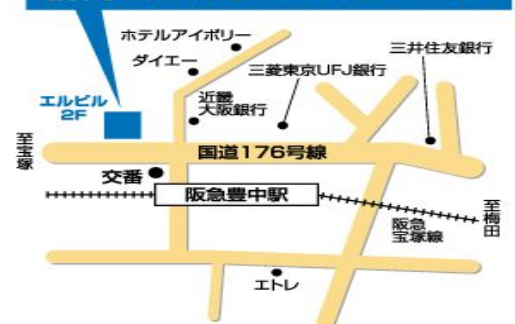 ホテルアイボリー
ダイエー
三井住友銀行
三菱東京UFJ銀行
エルビル
2F
近畿
大阪銀行
至宝塚
国道176号線
交番
阪急豊中駅
至梅田
阪急
宝塚線
エトレ